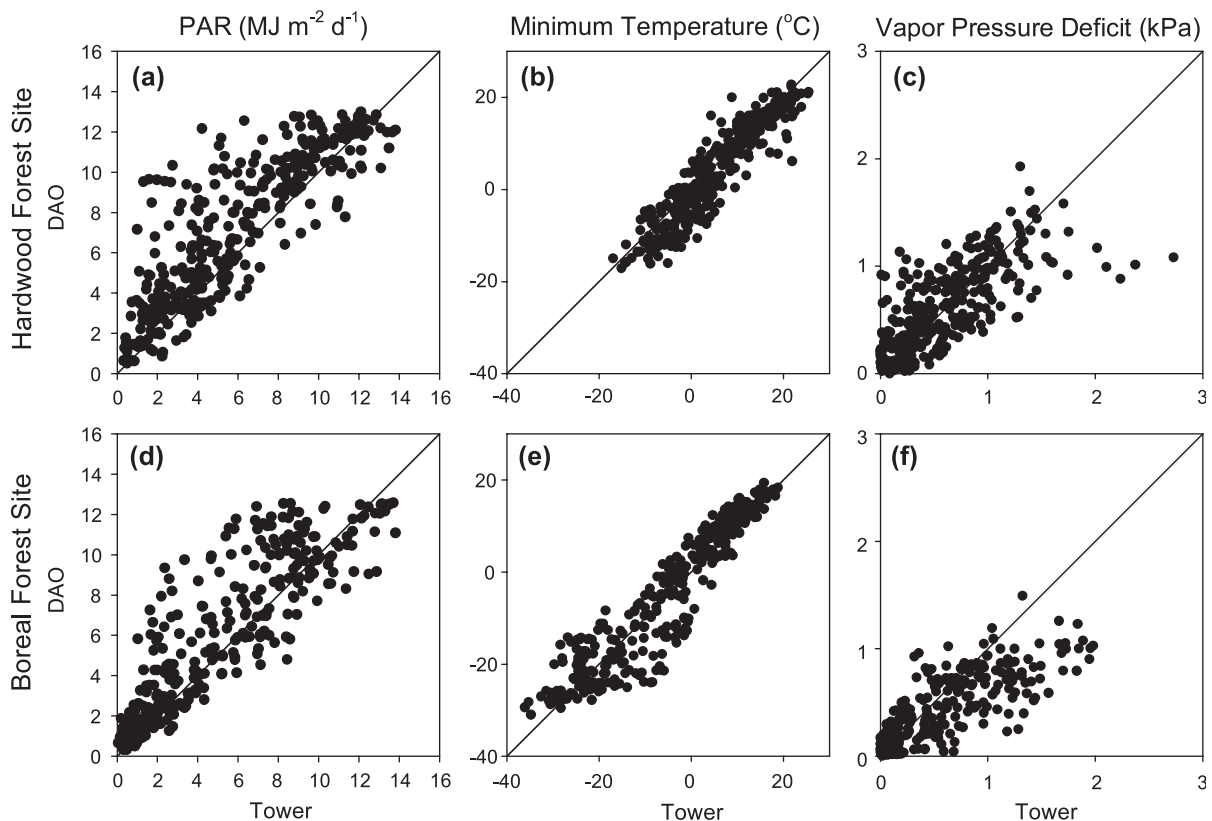 PAR (MJ m⁻² d⁻¹)
Minimum Temperature (°C)
Vapor Pressure Deficit (kPa)
Hardwood Forest Site
DAO
(a)
16
14
12
10
8
6
4
2
0
0 2 4 6 8 10 12 14 16
(b)
20
0
−20
−40
−40 −20 0 20
(c)
3
2
1
0
0 1 2 3
Boreal Forest Site
DAO
(d)
16
14
12
10
8
6
4
2
0
0 2 4 6 8 10 12 14 16
Tower
(e)
20
0
−20
−40
−40 −20 0 20
Tower
(f)
3
2
1
0
0 1 2 3
Tower